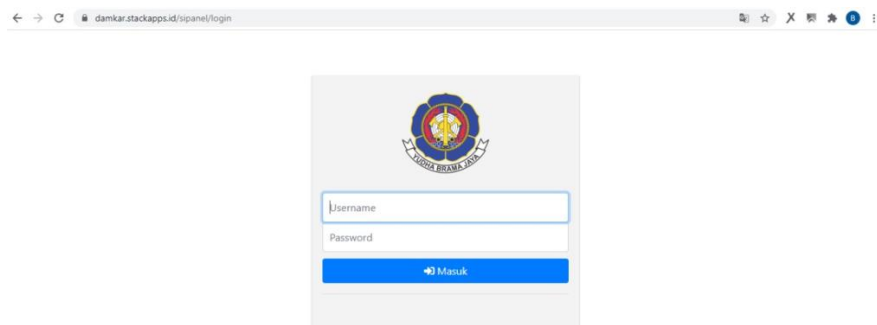 damkar.stackapps.id/sipanel/login
B
YUDHA BRAMA JAYA
Username
Password
Masuk